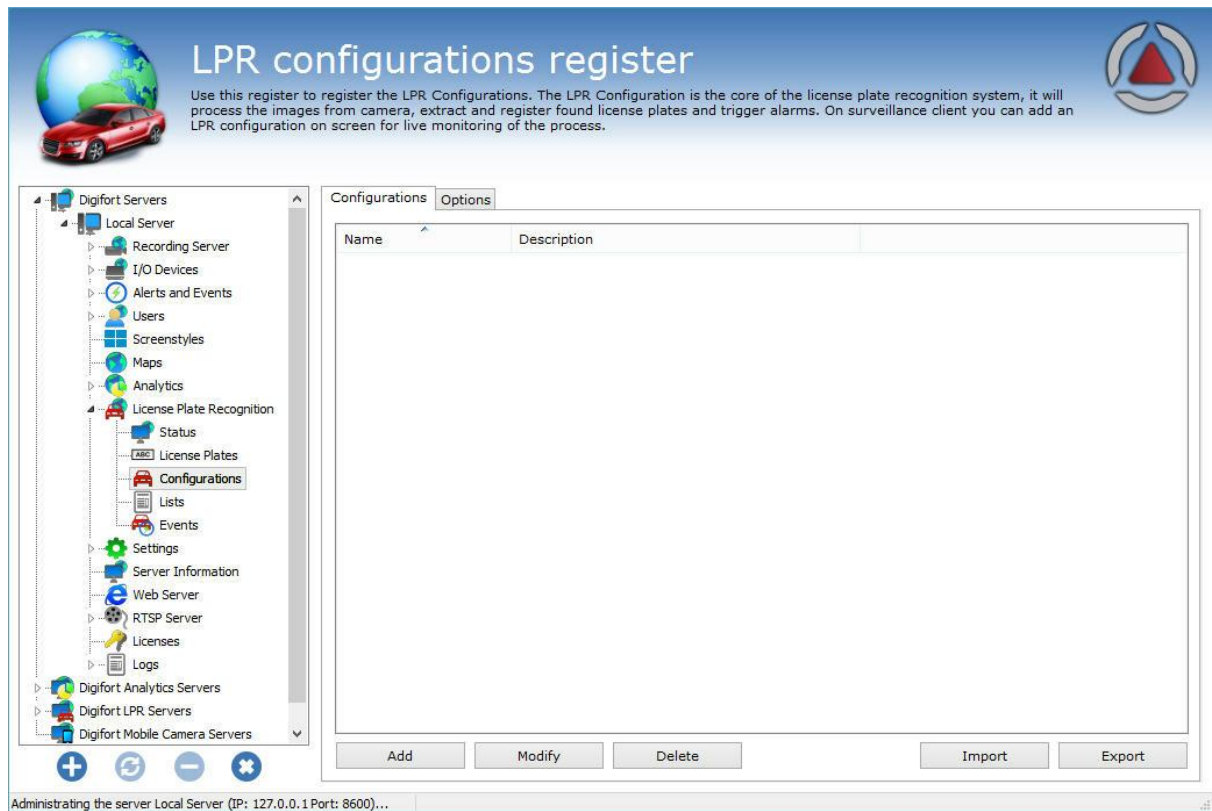 LPR configurations register
Use this register to register the LPR Configurations. The LPR Configuration is the core of the license plate recognition system, it will
process the images from camera, extract and register found license plates and trigger alarms. On surveillance client you can add an
LPR configuration on screen for live monitoring of the process.
Digifort Servers
Local Server
Recording Server
I/O Devices
Alerts and Events
Users
Screenstyles
Maps
Analytics
License Plate Recognition
Status
ABC License Plates
Configurations
Lists
Events
Settings
Server Information
Web Server
RTSP Server
Licenses
Logs
Digifort Analytics Servers
Digifort LPR Servers
Digifort Mobile Camera Servers
Configurations Options
Name Description
Add Modify Delete Import Export
Administrating the server Local Server (IP: 127.0.0.1 Port: 8600)...